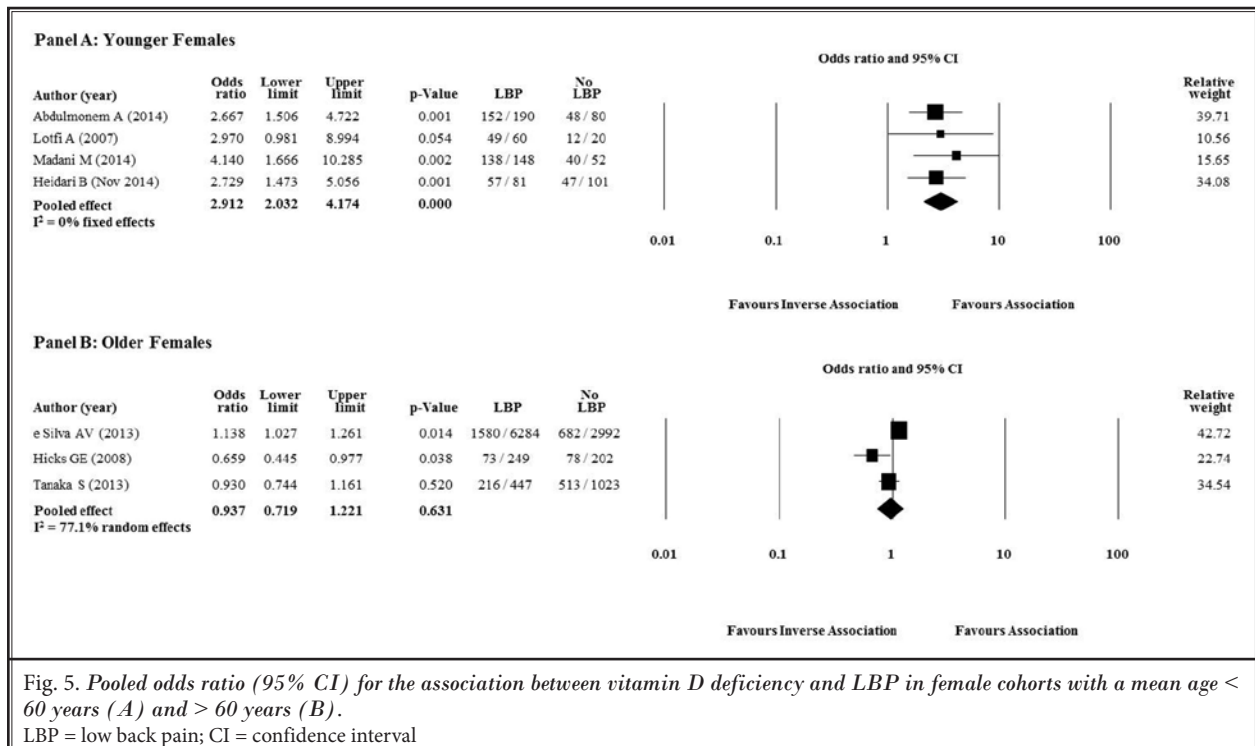 Panel A: Younger Females
Odds ratio and 95% CI
Author (year) Odds ratio Lower limit Upper limit p-Value LBP No LBP Relative weight
Abdulmonem A (2014) 2.667 1.506 4.722 0.001 152 / 190 48 / 80 39.71
Lotfi A (2007) 2.970 0.981 8.994 0.054 49 / 60 12 / 20 10.56
Madani M (2014) 4.140 1.666 10.285 0.002 138 / 148 40 / 52 15.65
Heidari B (Nov 2014) 2.729 1.473 5.056 0.001 57 / 81 47 / 101 34.08
Pooled effect 2.912 2.032 4.174 0.000
I² = 0% fixed effects
0.01 0.1 1 10 100
Favours Inverse Association Favours Association
Panel B: Older Females
Odds ratio and 95% CI
Author (year) Odds ratio Lower limit Upper limit p-Value LBP No LBP Relative weight
e Silva AV (2013) 1.138 1.027 1.261 0.014 1580 / 6284 682 / 2992 42.72
Hicks GE (2008) 0.659 0.445 0.977 0.038 73 / 249 78 / 202 22.74
Tanaka S (2013) 0.930 0.744 1.161 0.520 216 / 447 513 / 1023 34.54
Pooled effect 0.937 0.719 1.221 0.631
I² = 77.1% random effects
0.01 0.1 1 10 100
Favours Inverse Association Favours Association
Fig. 5. Pooled odds ratio (95% CI) for the association between vitamin D deficiency and LBP in female cohorts with a mean age <
60 years (A) and > 60 years (B).
LBP = low back pain; CI = confidence interval